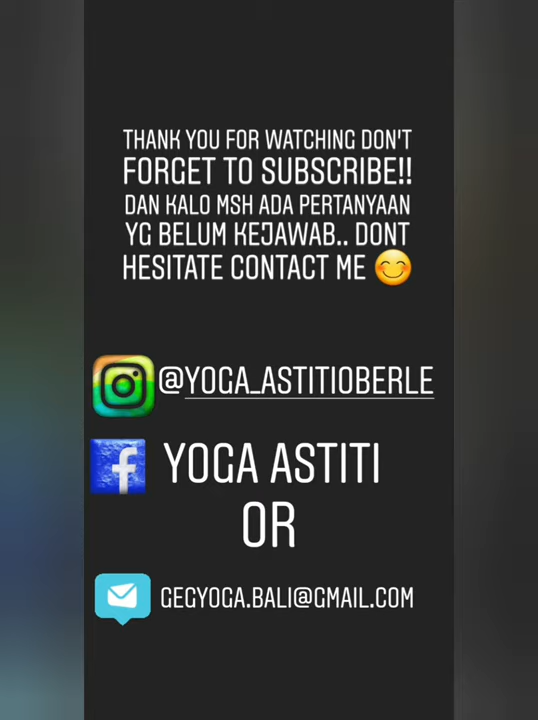 THANK YOU FOR WATCHING DON'T
FORGET TO SUBSCRIBE!!
DAN KALO MSH ADA PERTANYAAN
YG BELUM KEJAWAB.. DONT
HESITATE CONTACT ME 😊
@YOGA_ASTITIOBERLE
YOGA ASTITI
OR
GEGYOGA.BALI@GMAIL.COM